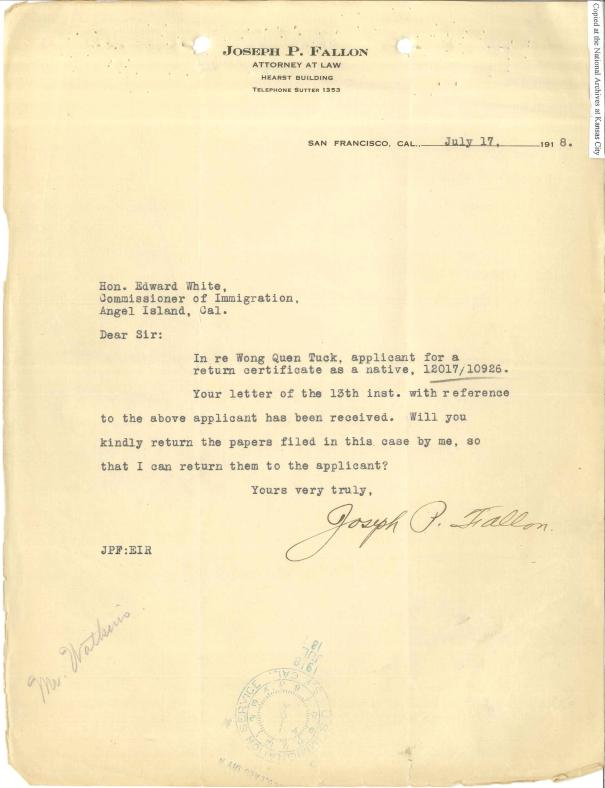 Copied at the National Archives at Kansas City
JOSEPH P. FALLON
ATTORNEY AT LAW
HEARST BUILDING
TELEPHONE SUTTER 1353
SAN FRANCISCO, CAL., July 17, 1918.
Hon. Edward White,
Commissioner of Immigration,
Angel Island, Cal.
Dear Sir:
In re Wong Quen Tuck, applicant for a
return certificate as a native, 12017/10926.
Your letter of the 13th inst. with reference
to the above applicant has been received. Will you
kindly return the papers filed in this case by me, so
that I can return them to the applicant?
Yours very truly,
Joseph P. Fallon.
JPF:EIR
Mr. Watkins
U.S. IMMIGRATION SERVICE